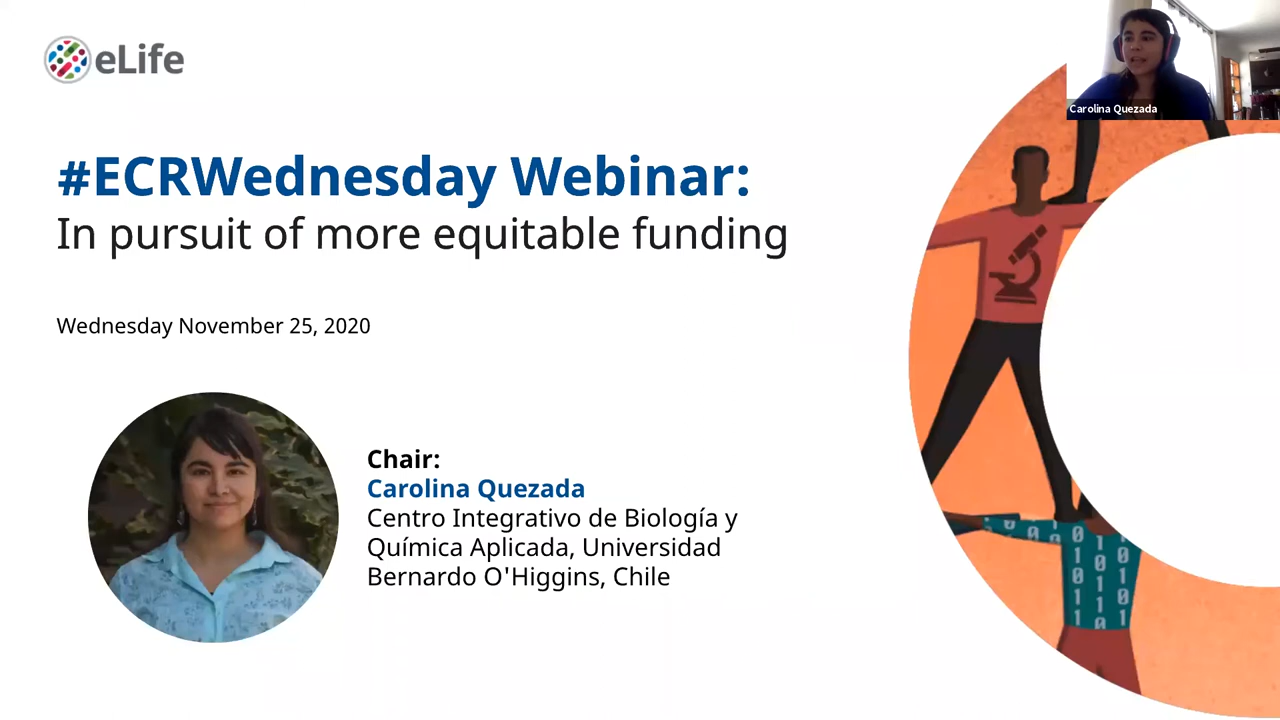 eLife
Carolina Quezada
#ECRWednesday Webinar:
In pursuit of more equitable funding
Wednesday November 25, 2020
Chair:
Carolina Quezada
Centro Integrativo de Biología y
Química Aplicada, Universidad
Bernardo O'Higgins, Chile